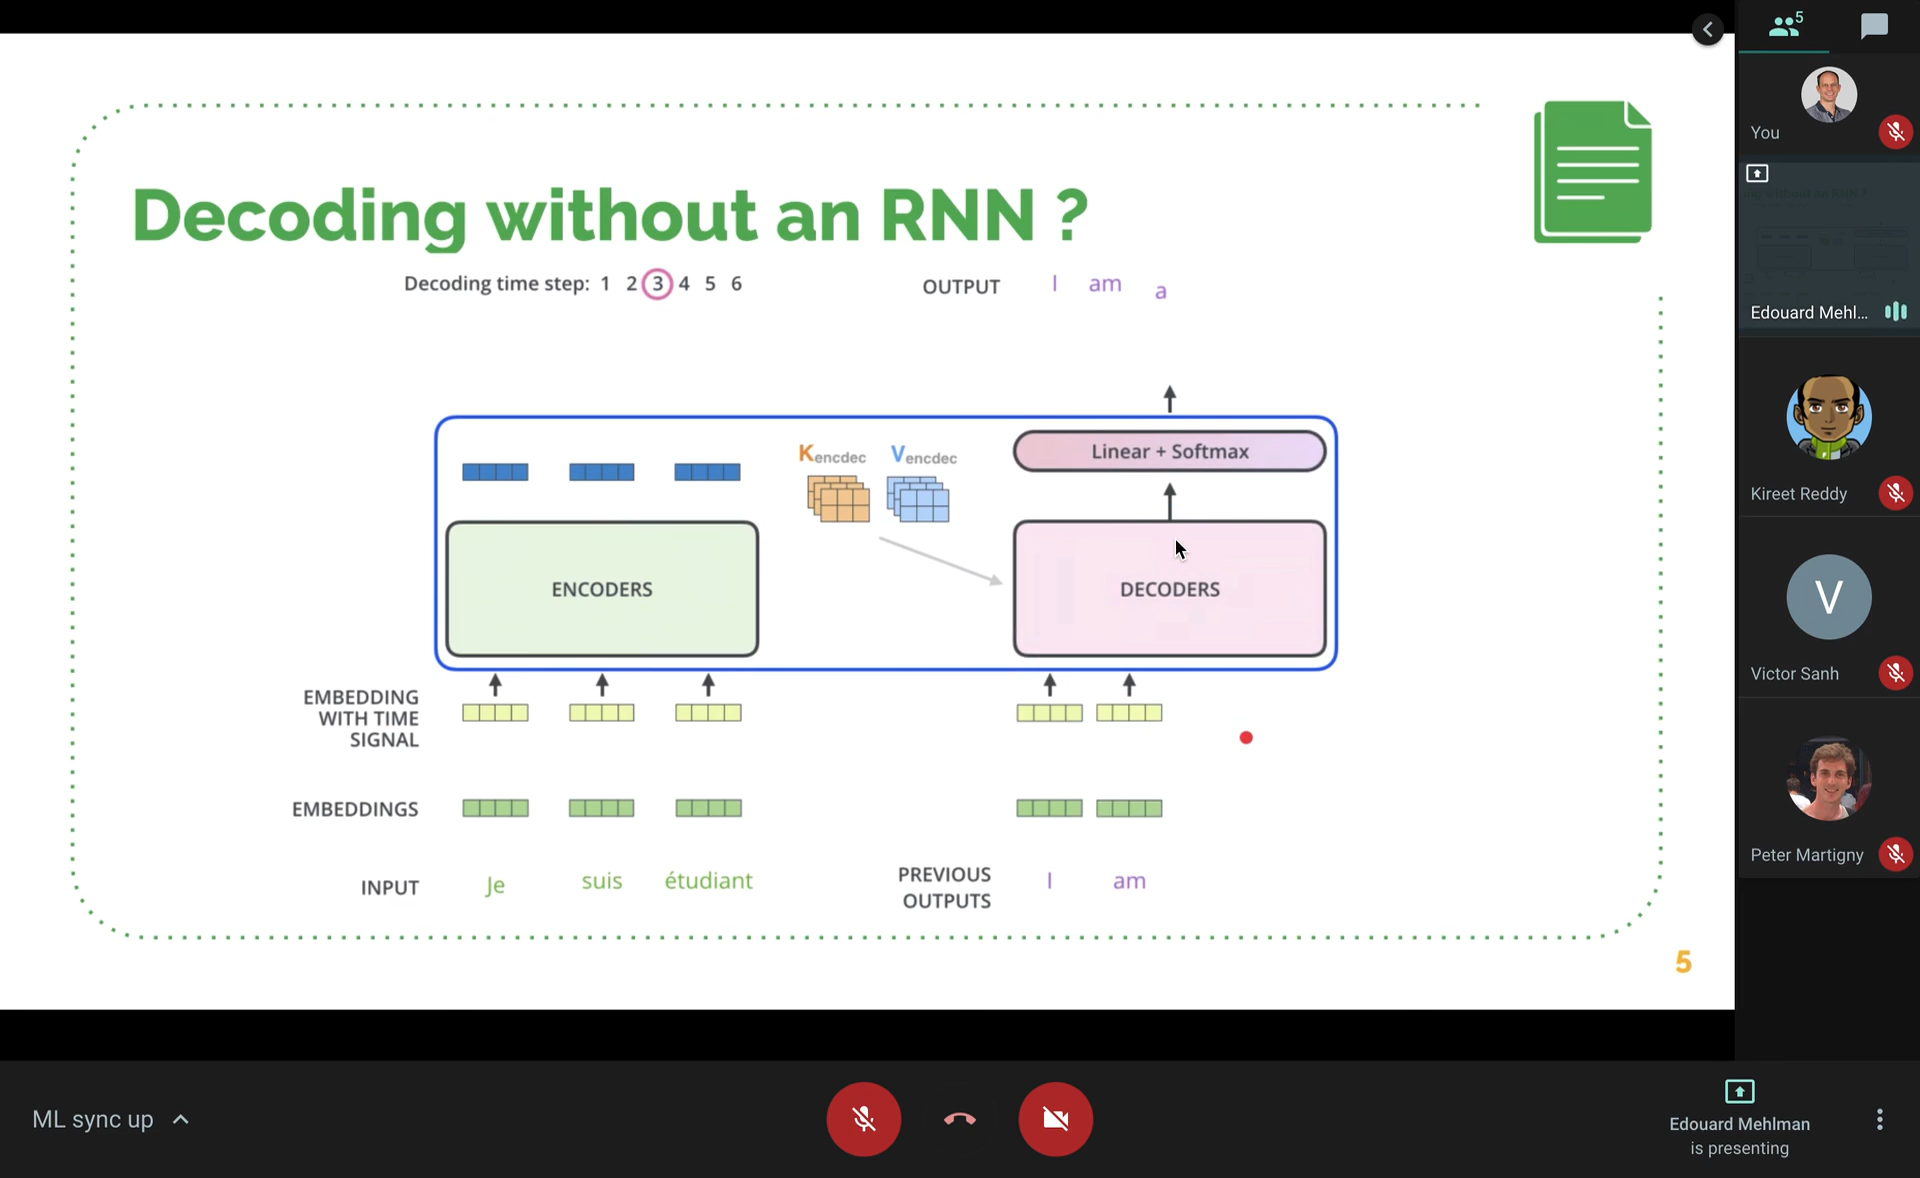 Decoding without an RNN ?
Decoding time step: 1 2 3 4 5 6
OUTPUT I am a
Kencdec Vencdec
Linear + Softmax
ENCODERS
DECODERS
EMBEDDING
WITH TIME
SIGNAL
EMBEDDINGS
INPUT Je suis étudiant
PREVIOUS
OUTPUTS I am
5
5
You
Edouard Mehl...
Kireet Reddy
V
Victor Sanh
Peter Martigny
ML sync up
Edouard Mehlman
is presenting